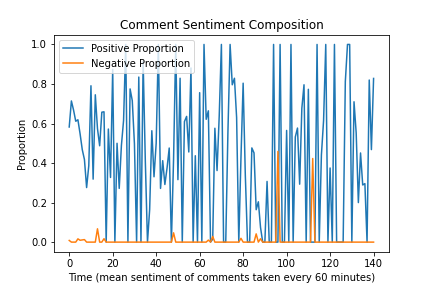 Comment Sentiment Composition
Positive Proportion
Negative Proportion
Proportion
1.0
0.8
0.6
0.4
0.2
0.0
0 20 40 60 80 100 120 140
Time (mean sentiment of comments taken every 60 minutes)